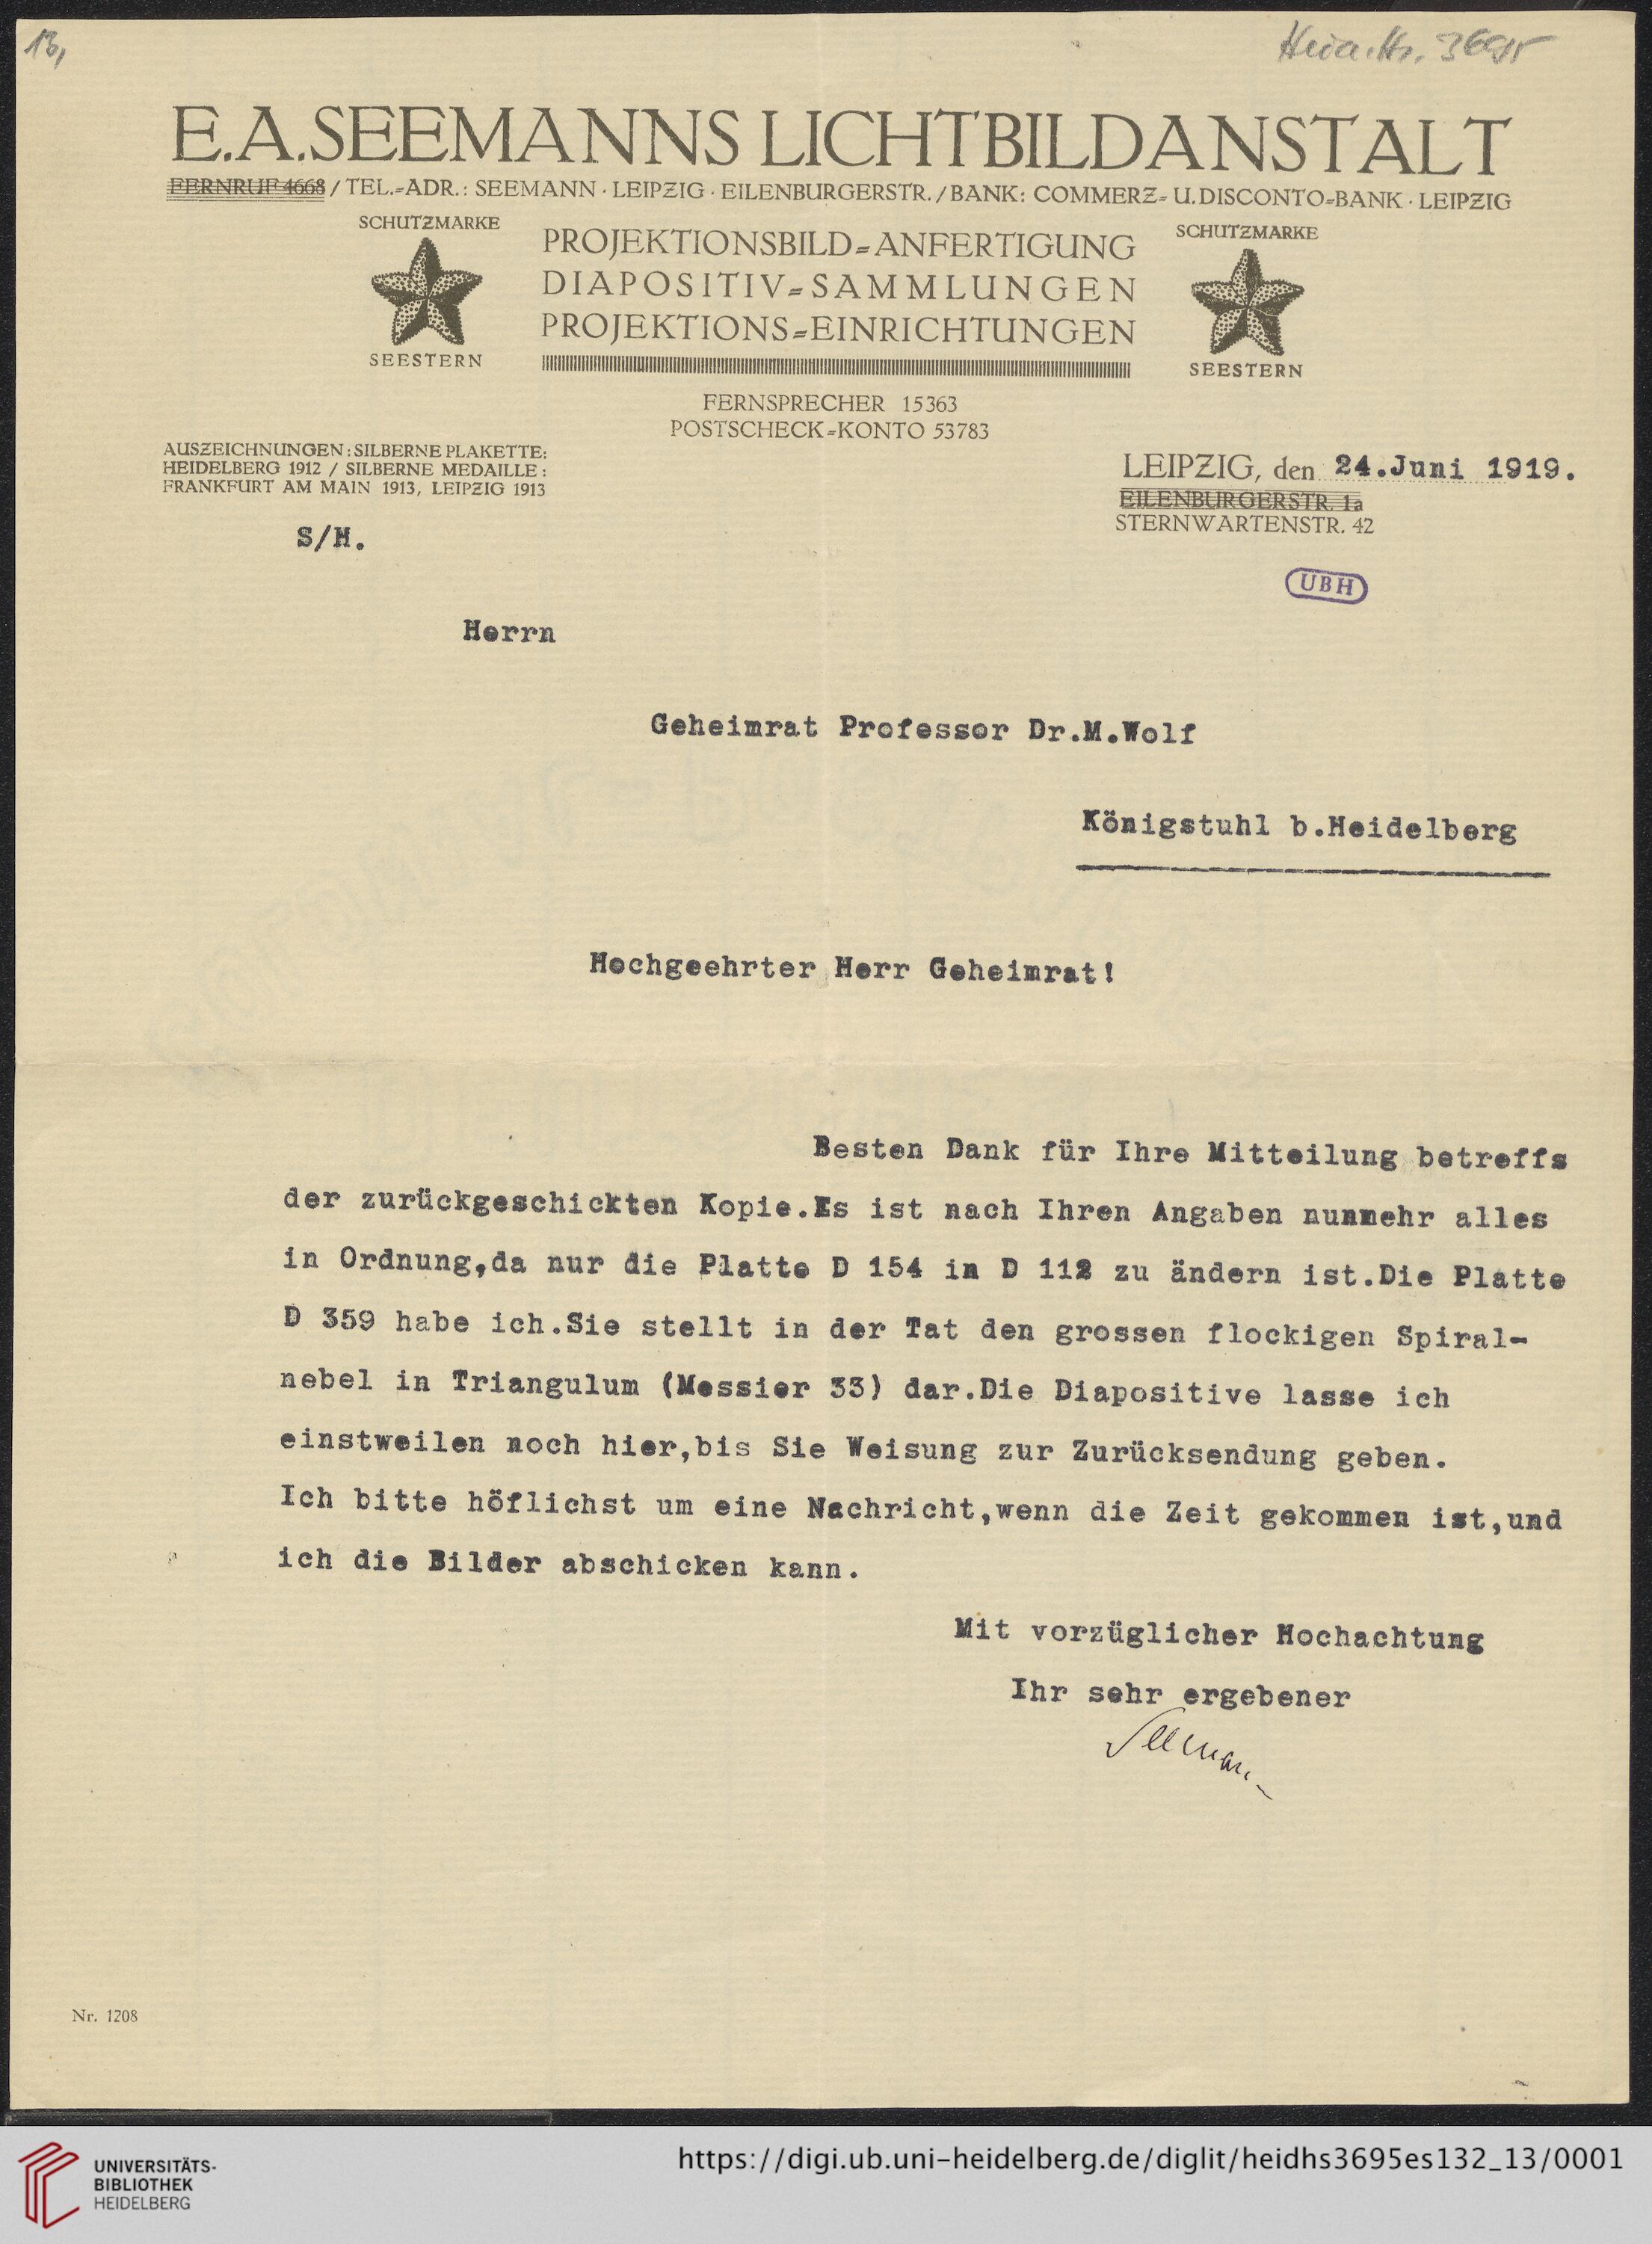 13,
Heid. Hs. 3695
E.A.SEEMANNS LICHTBILDANSTALT
FERNRUF 4668 / TEL.-ADR.: SEEMANN · LEIPZIG · EILENBURGERSTR. / BANK: COMMERZ- U. DISCONTO-BANK · LEIPZIG
SCHUTZMARKE
SEESTERN
PROJEKTIONSBILD-ANFERTIGUNG
DIAPOSITIV-SAMMLUNGEN
PROJEKTIONS-EINRICHTUNGEN
SCHUTZMARKE
SEESTERN
FERNSPRECHER 15363
POSTSCHECK-KONTO 53783
AUSZEICHNUNGEN: SILBERNE PLAKETTE:
HEIDELBERG 1912 / SILBERNE MEDAILLE:
FRANKFURT AM MAIN 1913, LEIPZIG 1913
LEIPZIG, den 24.Juni 1919.
EILENBURGERSTR. 1a
STERNWARTENSTR. 42
S/H.
UBH
Herrn
Geheimrat Professor Dr.M.Wolf
Königstuhl b.Heidelberg
Hochgeehrter Herr Geheimrat!
Besten Dank für Ihre Mitteilung betreffs
der zurückgeschickten Kopie.Es ist nach Ihren Angaben nunmehr alles
in Ordnung,da nur die Platte D 154 in D 112 zu ändern ist.Die Platte
D 359 habe ich.Sie stellt in der Tat den grossen flockigen Spiral-
nebel in Triangulum (Messier 33) dar.Die Diapositive lasse ich
einstweilen noch hier,bis Sie Weisung zur Zurücksendung geben.
Ich bitte höflichst um eine Nachricht,wenn die Zeit gekommen ist,und
ich die Bilder abschicken kann.
Mit vorzüglicher Hochachtung
Ihr sehr ergebener
Seemann
Nr. 1208
UNIVERSITÄTS-
BIBLIOTHEK
HEIDELBERG
https://digi.ub.uni-heidelberg.de/diglit/heidhs3695es132_13/0001